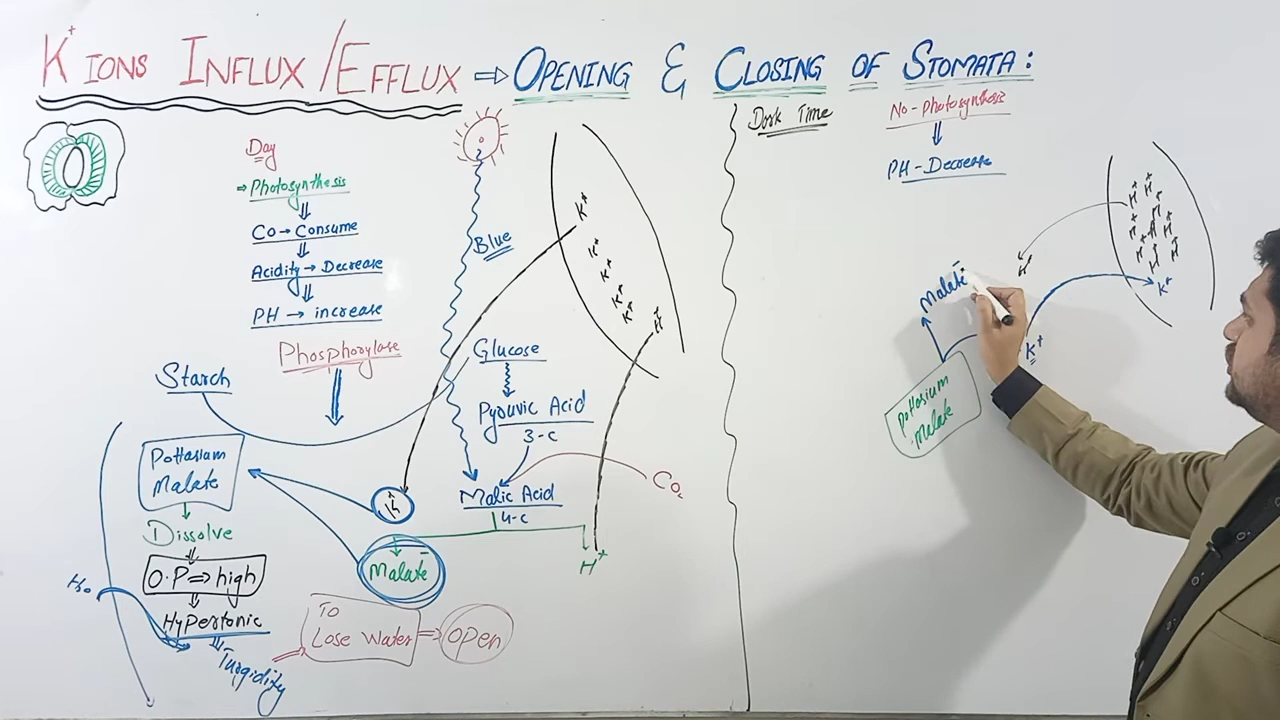 K⁺ IONS INFLUX/EFFLUX ⇒ OPENING & CLOSING OF STOMATA:
Day
⇒ Photosynthesis
⇓
Co → Consume
⇓
Acidity → Decrease
⇓
PH → increase
Phosphorylase
Starch
Blue
Glucose
Pyruvic Acid
3-c
Malic Acid
4-c
Co₂
K⁺
K⁺
K⁺
K⁺
K⁺
H⁺
K⁺
Malate⁻
H⁺
Pottasium
Malate
Dissolve
O.P ⇒ high
Hypertonic
H₂o
Turgidity
To
Lose Water ⇒ open
Dark Time
No-Photosynthesis
⇓
PH-Decrease
H⁺ H⁺
H⁺ H⁺
H⁺ H⁺
H⁺ H⁺ H⁺
K⁺
H⁺
K⁺
Malate⁻
Pottasium
Malate